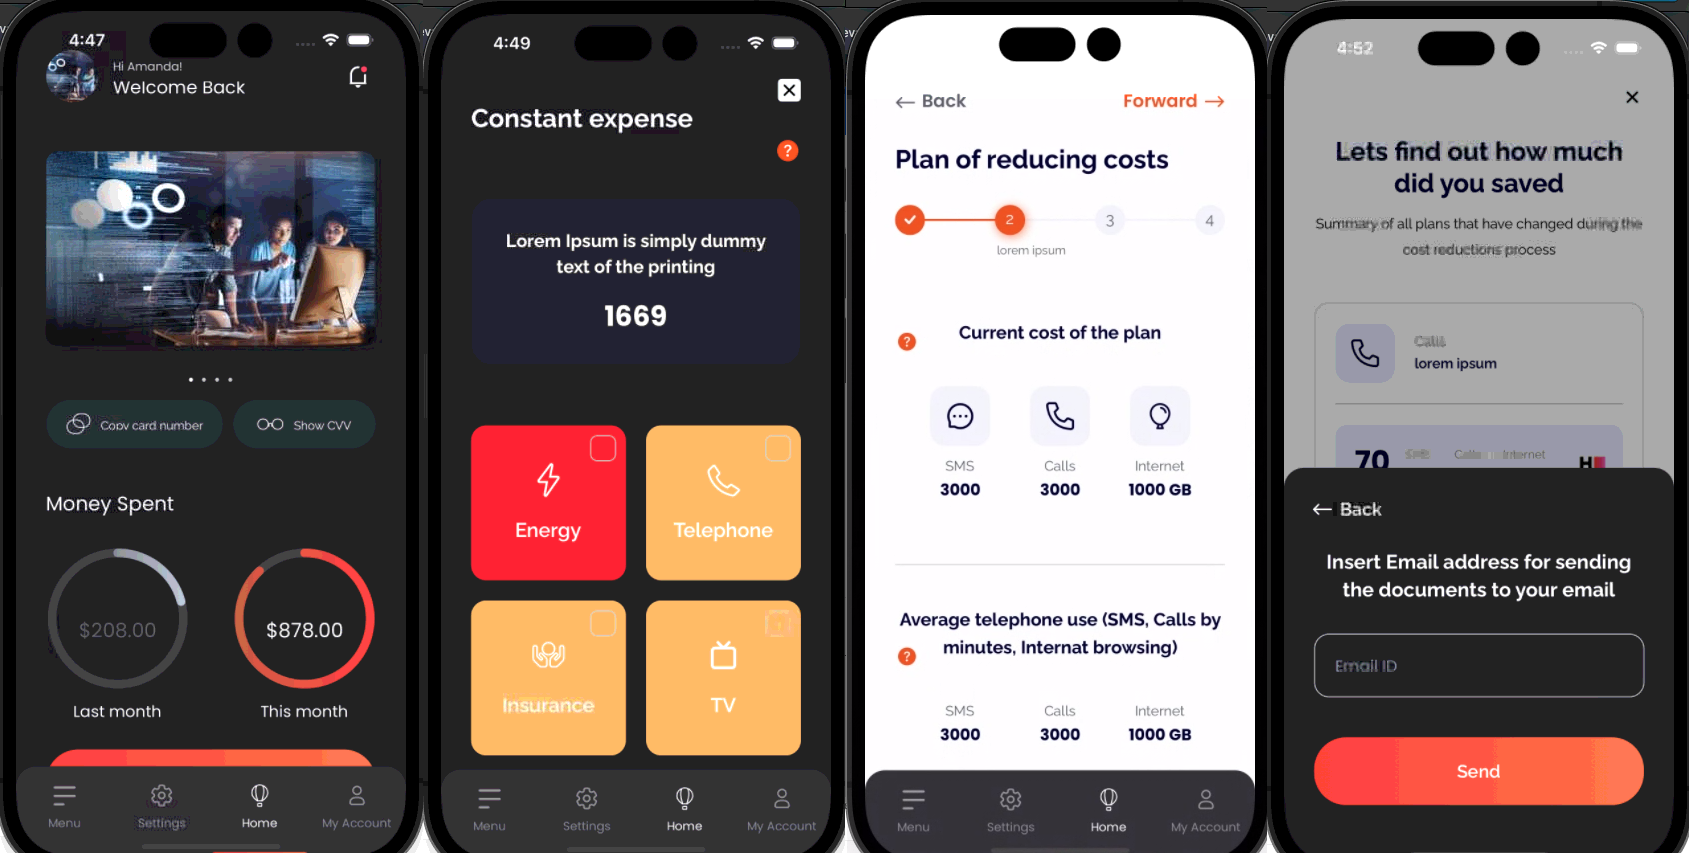 4:47
Hi Amanda!
Welcome Back
Copy card number
Show CVV
Money Spent
$208.00
$878.00
Last month
This month
Menu
Settings
Home
My Account
4:49
Constant expense
?
Lorem Ipsum is simply dummy
text of the printing
1669
Energy
Telephone
Insurance
TV
Menu
Settings
Home
My Account
← Back
Forward →
Plan of reducing costs
2
3
4
lorem ipsum
?
Current cost of the plan
SMS
Calls
Internet
3000
3000
1000 GB
Average telephone use (SMS, Calls by
?
minutes, Internat browsing)
SMS
Calls
Internet
3000
3000
1000 GB
Menu
Settings
Home
My Account
4:52
Lets find out how much
did you saved
Summary of all plans that have changed during the
cost reductions process
Calls
lorem ipsum
70
SMS
Calls
Internet
← Back
Insert Email address for sending
the documents to your email
Email ID
Send